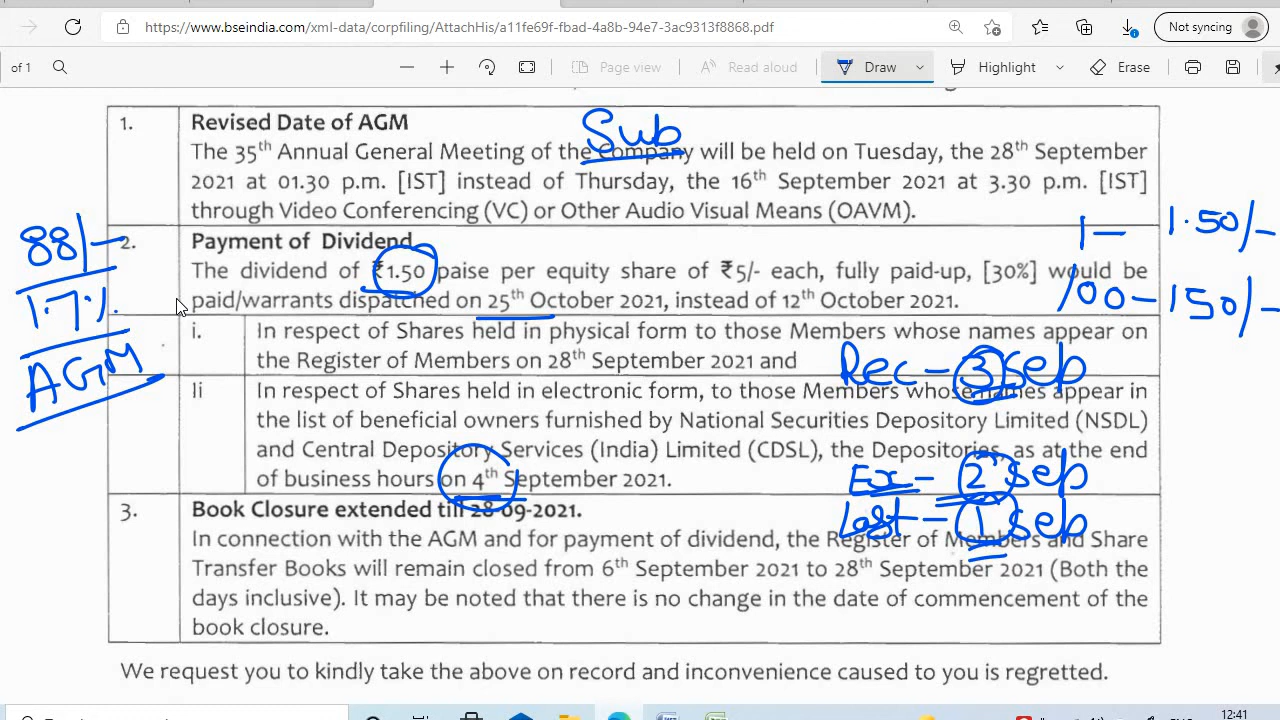 https://www.bseindia.com/xml-data/corpfiling/AttachHis/a11fe69f-fbad-4a8b-94e7-3ac9313f8868.pdf
Not syncing
of 1
Page view
Read aloud
Draw
Highlight
Erase
1.
Revised Date of AGM
Sub
The 35th Annual General Meeting of the Company will be held on Tuesday, the 28th September
2021 at 01.30 p.m. [IST] instead of Thursday, the 16th September 2021 at 3.30 p.m. [IST]
through Video Conferencing (VC) or Other Audio Visual Means (OAVM).
88/-
1.7%
AGM
2.
Payment of Dividend
The dividend of ₹1.50 paise per equity share of ₹5/- each, fully paid-up, [30%] would be
paid/warrants dispatched on 25th October 2021, instead of 12th October 2021.
1 — 1.50/-
100 — 150/-
i.
In respect of Shares held in physical form to those Members whose names appear on
the Register of Members on 28th September 2021 and
Rec — 3 Sep
Ii
In respect of Shares held in electronic form, to those Members whose names appear in
the list of beneficial owners furnished by National Securities Depository Limited (NSDL)
and Central Depository Services (India) Limited (CDSL), the Depositories, as at the end
of business hours on 4th September 2021.
Ex — 2 Sep
Last — 1 Sep
3.
Book Closure extended till 28-09-2021.
In connection with the AGM and for payment of dividend, the Register of Members and Share
Transfer Books will remain closed from 6th September 2021 to 28th September 2021 (Both the
days inclusive). It may be noted that there is no change in the date of commencement of the
book closure.
We request you to kindly take the above on record and inconvenience caused to you is regretted.
12:41